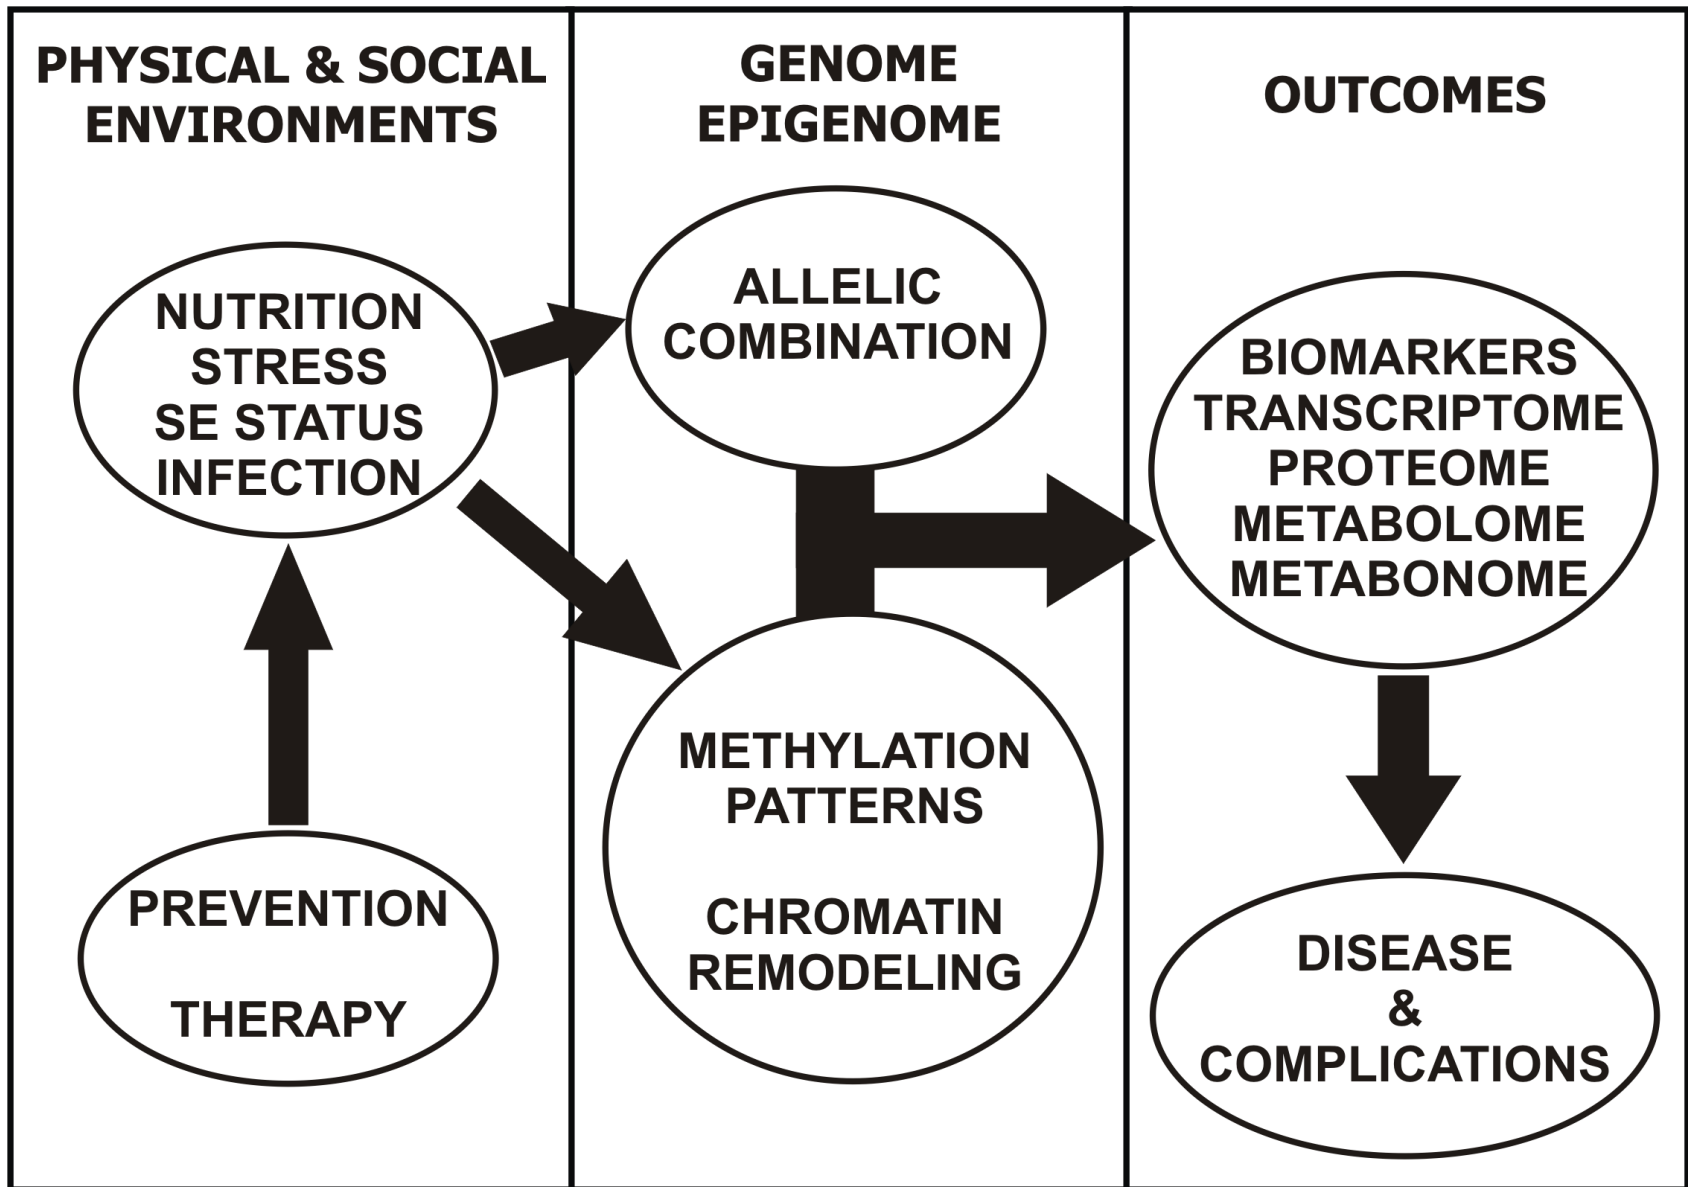 PHYSICAL & SOCIAL
ENVIRONMENTS
NUTRITION
STRESS
SE STATUS
INFECTION
PREVENTION
THERAPY
GENOME
EPIGENOME
ALLELIC
COMBINATION
METHYLATION
PATTERNS
CHROMATIN
REMODELING
OUTCOMES
BIOMARKERS
TRANSCRIPTOME
PROTEOME
METABOLOME
METABONOME
DISEASE
&
COMPLICATIONS